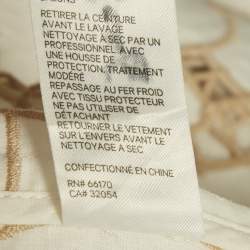 RETIRER LA CEINTURE
AVANT LE LAVAGE
NETTOYAGE A SEC PAR UN
PROFESSIONNEL AVEC
UNE HOUSSE DE
PROTECTION, TRAITEMENT
MODÉRÉ
REPASSAGE AU FER FROID
AVEC TISSU PROTECTEUR
NE PAS UTILISER DE
DÉTACHANT
RETOURNER LE VETEMENT
SUR L'ENVERS AVANT LE
NETTOYAGE A SEC
CONFECTIONNÉ EN CHINE
RN# 66170
CA# 32054